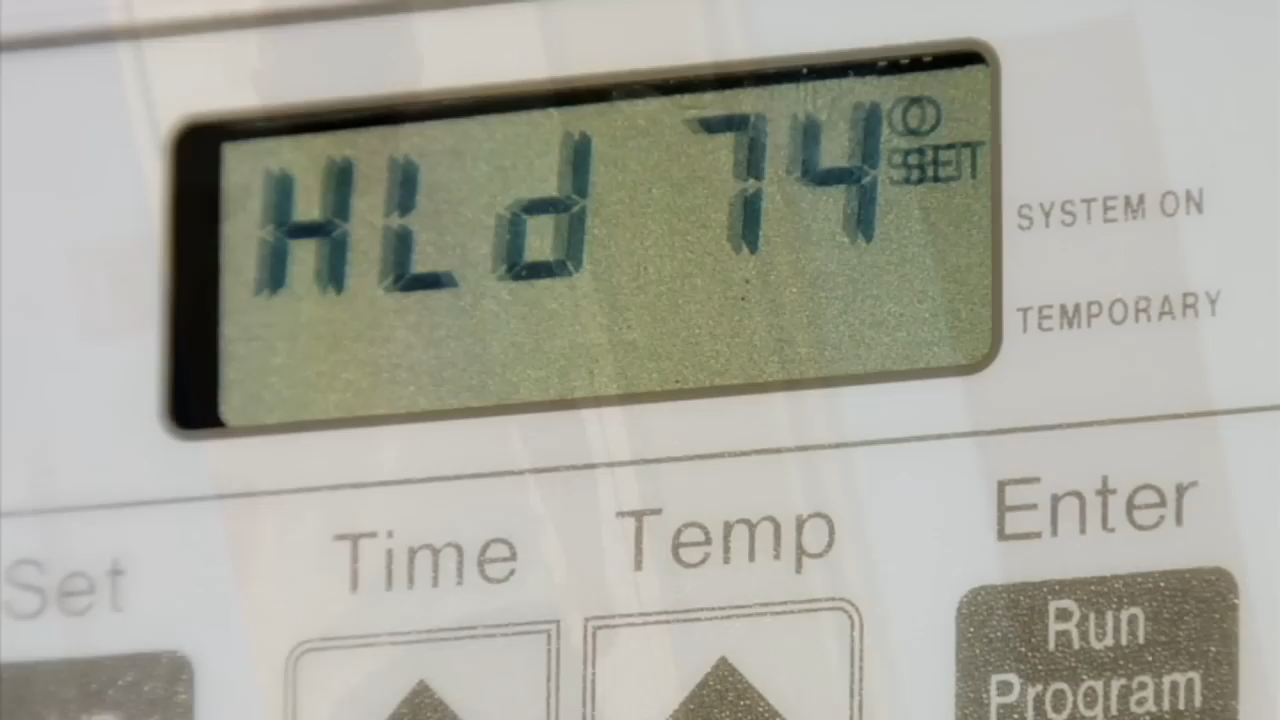 HLd 74°
SET
SYSTEM ON
TEMPORARY
Set
Time
Temp
Enter
Run
Program